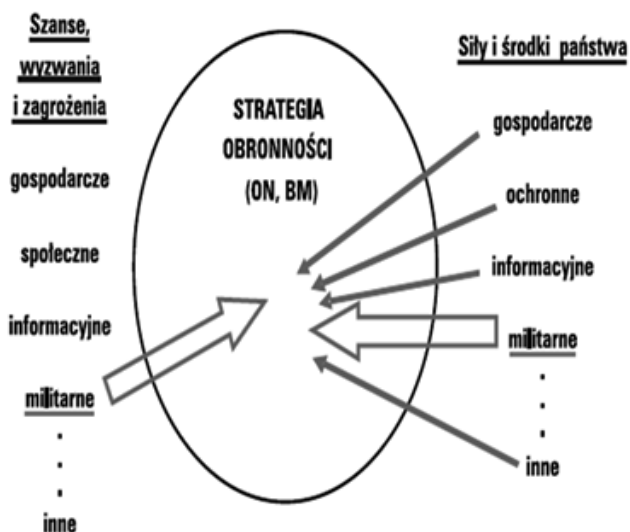 Szanse,
wyzwania
i zagrożenia
gospodarcze
społeczne
informacyjne
militarne
.
.
.
inne
STRATEGIA
OBRONNOŚCI
(ON, BM)
Siły i środki państwa
gospodarcze
ochronne
informacyjne
militarne
.
.
.
inne